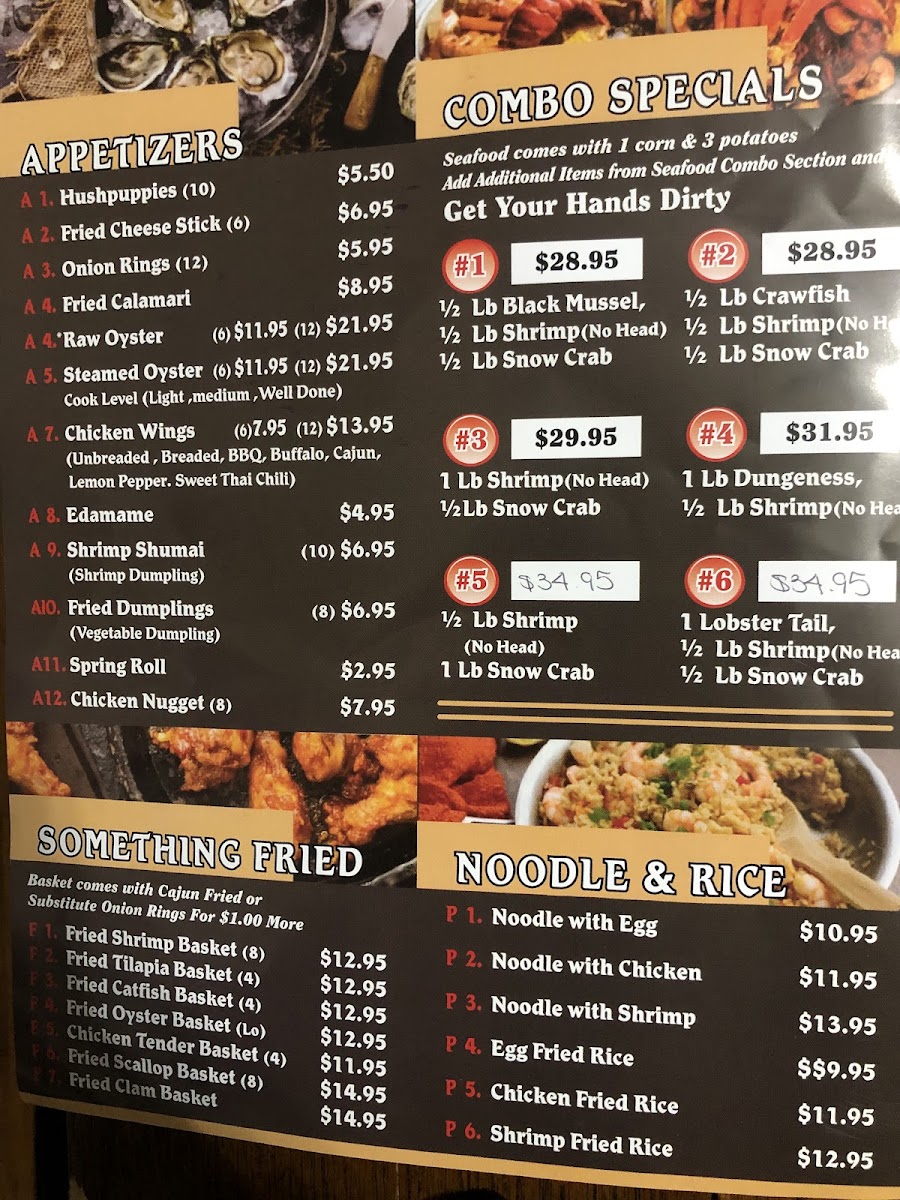 APPETIZERS
A 1. Hushpuppies (10) $5.50
A 2. Fried Cheese Stick (6) $6.95
A 3. Onion Rings (12) $5.95
A 4. Fried Calamari $8.95
A 4.* Raw Oyster (6) $11.95 (12) $21.95
A 5. Steamed Oyster (6) $11.95 (12) $21.95
Cook Level (Light ,medium ,Well Done)
A 7. Chicken Wings (6)7.95 (12) $13.95
(Unbreaded , Breaded, BBQ, Buffalo, Cajun,
Lemon Pepper. Sweet Thai Chili)
A 8. Edamame $4.95
A 9. Shrimp Shumai (10) $6.95
(Shrimp Dumpling)
A10. Fried Dumplings (8) $6.95
(Vegetable Dumpling)
A11. Spring Roll $2.95
A12. Chicken Nugget (8) $7.95
COMBO SPECIALS
Seafood comes with 1 corn & 3 potatoes
Add Additional Items from Seafood Combo Section and
Get Your Hands Dirty
#1 $28.95
½ Lb Black Mussel,
½ Lb Shrimp(No Head)
½ Lb Snow Crab
#2 $28.95
½ Lb Crawfish
½ Lb Shrimp(No H
½ Lb Snow Crab
#3 $29.95
1 Lb Shrimp(No Head)
½Lb Snow Crab
#4 $31.95
1 Lb Dungeness,
½ Lb Shrimp(No Hea
#5 $34.95
½ Lb Shrimp
(No Head)
1 Lb Snow Crab
#6 $34.95
1 Lobster Tail,
½ Lb Shrimp(No Hea
½ Lb Snow Crab
SOMETHING FRIED
Basket comes with Cajun Fried or
Substitute Onion Rings For $1.00 More
F 1. Fried Shrimp Basket (8) $12.95
F 2. Fried Tilapia Basket (4) $12.95
F 3. Fried Catfish Basket (4) $12.95
F 4. Fried Oyster Basket (Lo) $12.95
F 5. Chicken Tender Basket (4) $11.95
F 6. Fried Scallop Basket (8) $14.95
F 7. Fried Clam Basket $14.95
NOODLE & RICE
P 1. Noodle with Egg $10.95
P 2. Noodle with Chicken $11.95
P 3. Noodle with Shrimp $13.95
P 4. Egg Fried Rice $$9.95
P 5. Chicken Fried Rice $11.95
P 6. Shrimp Fried Rice $12.95